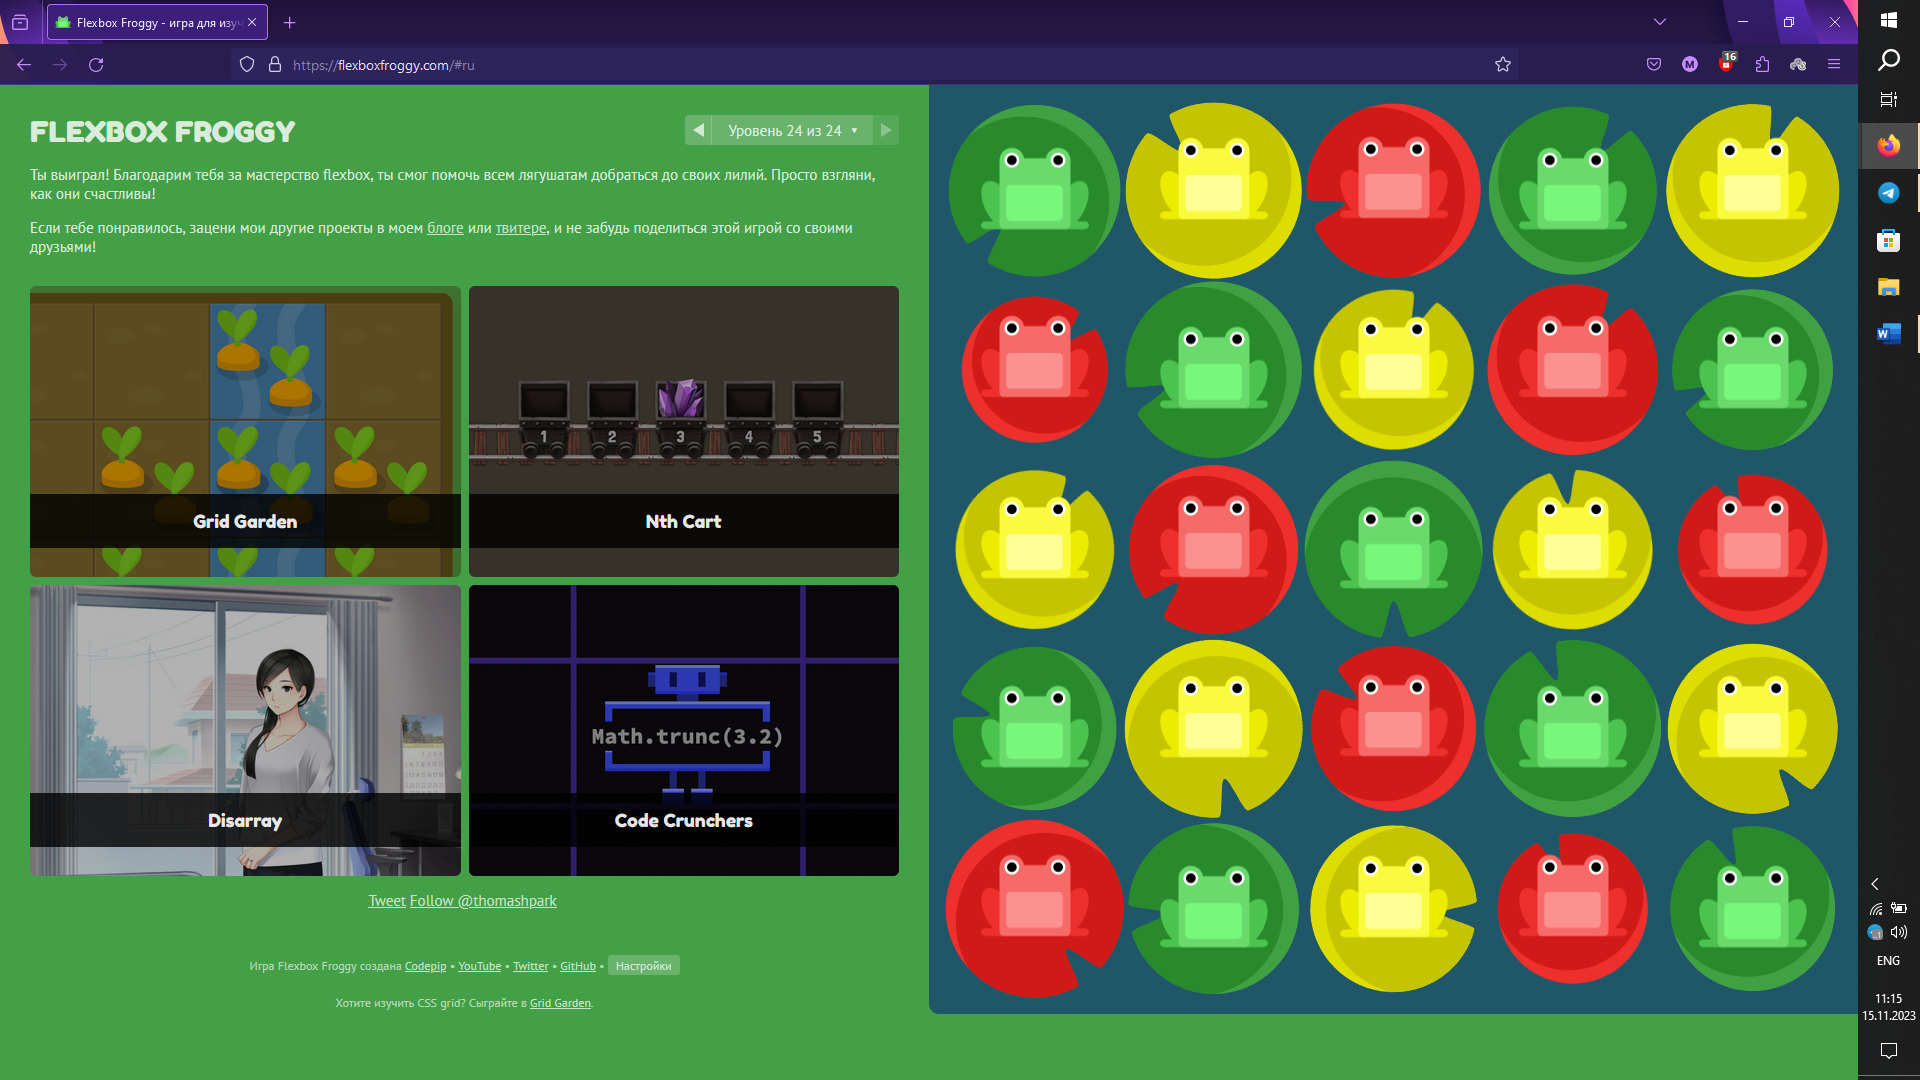 Flexbox Froggy - игра для изуч
https://flexboxfroggy.com/#ru
16
M
FLEXBOX FROGGY
Уровень 24 из 24
Ты выиграл! Благодарим тебя за мастерство flexbox, ты смог помочь всем лягушатам добраться до своих лилий. Просто взгляни,
как они счастливы!
Если тебе понравилось, зацени мои другие проекты в моем блоге или твитере, и не забудь поделиться этой игрой со своими
друзьями!
1 2 3 4 5
Grid Garden
Nth Cart
Math.trunc(3.2)
Disarray
Code Crunchers
Tweet Follow @thomashpark
Игра Flexbox Froggy создана Codepip • YouTube • Twitter • GitHub • Настройки
Хотите изучить CSS grid? Сыграйте в Grid Garden.
W
ENG
11:15
15.11.2023